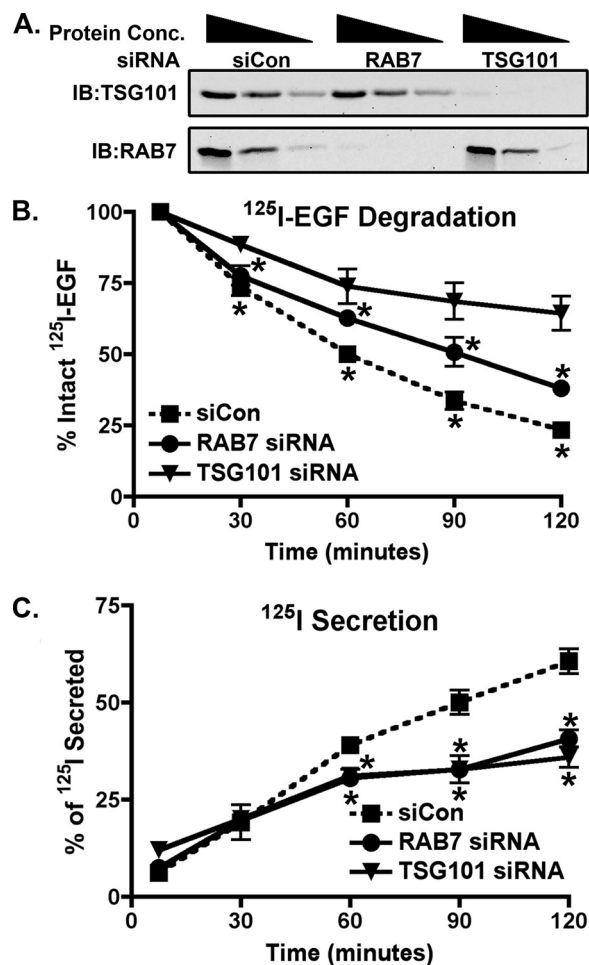 A.
Protein Conc.
siRNA siCon RAB7 TSG101
IB:TSG101
IB:RAB7
B.
¹²⁵I-EGF Degradation
% Intact ¹²⁵I-EGF
100
75
50
25
0
* * * * * * * *
siCon
RAB7 siRNA
TSG101 siRNA
30 60 90 120
Time (minutes)
C.
¹²⁵I Secretion
% of ¹²⁵I Secreted
75
50
25
0
* * * * * *
siCon
RAB7 siRNA
TSG101 siRNA
30 60 90 120
Time (minutes)